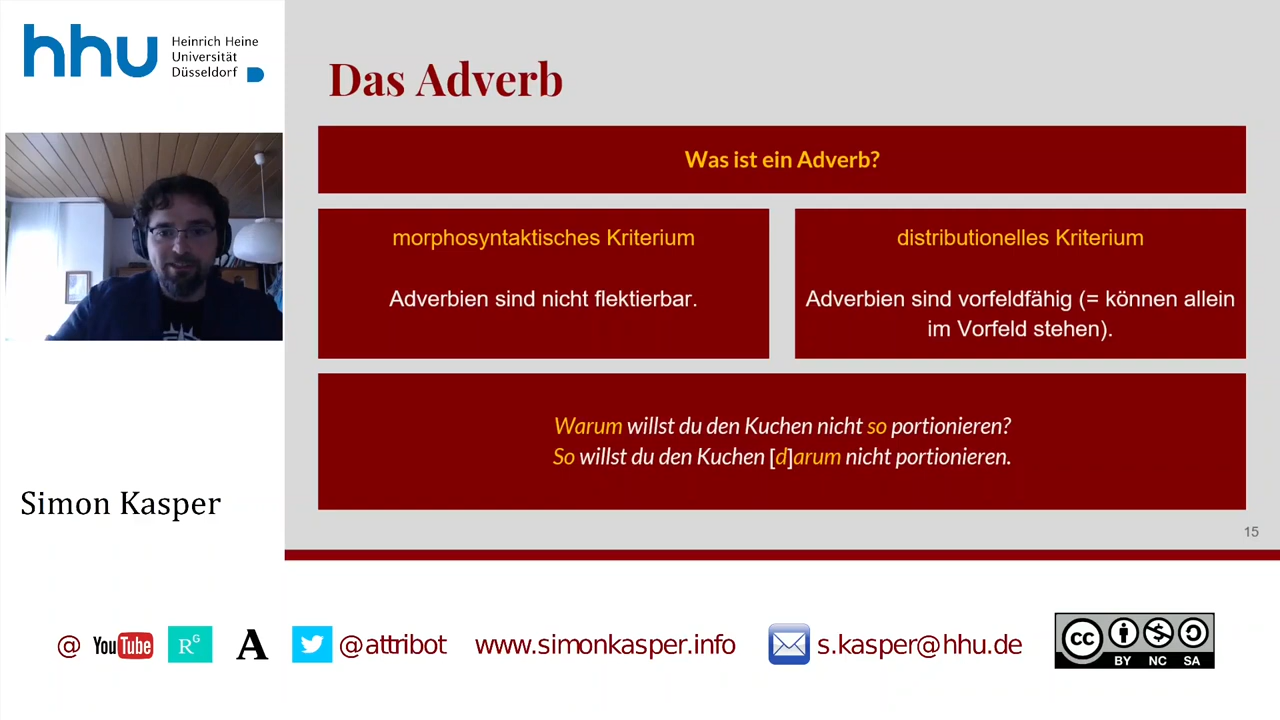 hhu
Heinrich Heine
Universität
Düsseldorf
Das Adverb
Was ist ein Adverb?
morphosyntaktisches Kriterium
Adverbien sind nicht flektierbar.
distributionelles Kriterium
Adverbien sind vorfeldfähig (= können allein
im Vorfeld stehen).
Warum willst du den Kuchen nicht so portionieren?
So willst du den Kuchen [d]arum nicht portionieren.
15
Simon Kasper
@ YouTube RG A @attribot www.simonkasper.info s.kasper@hhu.de
cc BY NC SA